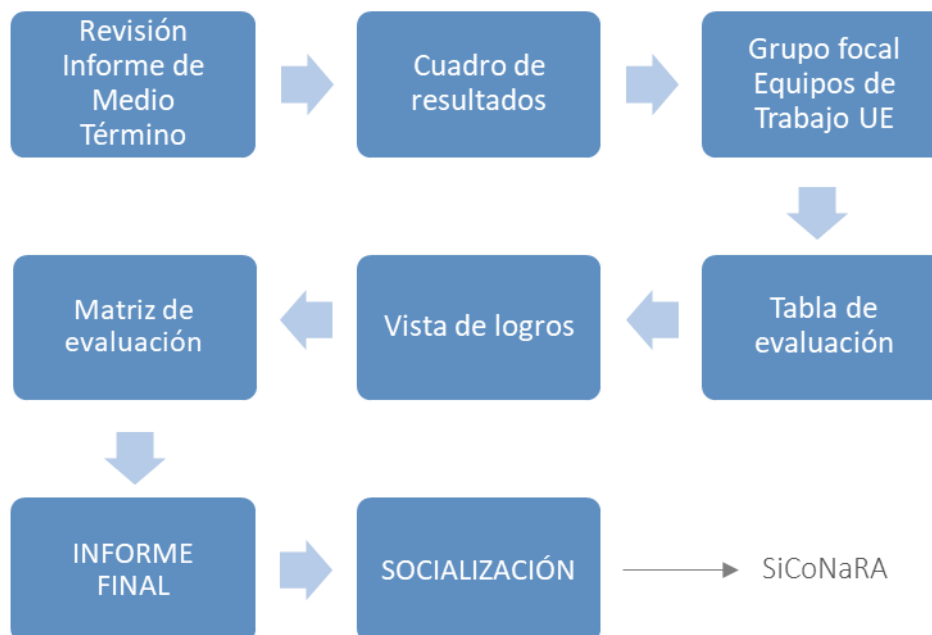 Revisión
Informe de
Medio
Término
Cuadro de
resultados
Grupo focal
Equipos de
Trabajo UE
Tabla de
evaluación
Vista de logros
Matriz de
evaluación
INFORME
FINAL
SOCIALIZACIÓN
SiCoNaRA